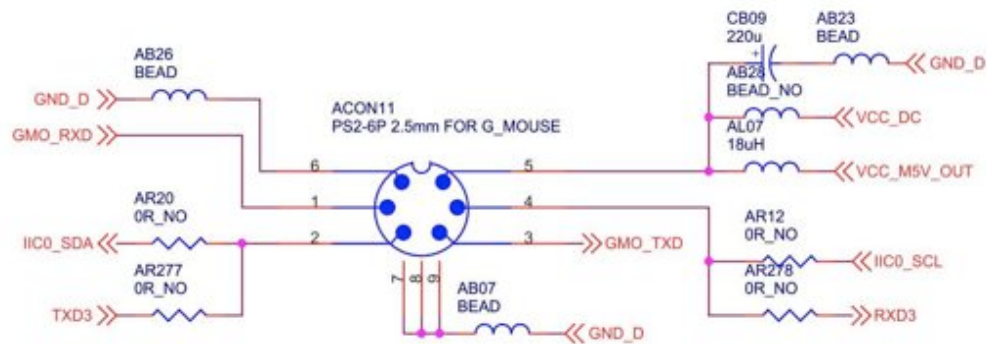 CB09
220u
+
AB23
BEAD
GND_D
AB26
BEAD
GND_D
AB28
BEAD_NO
VCC_DC
ACON11
PS2-6P 2.5mm FOR G_MOUSE
GMO_RXD
AL07
18uH
VCC_M5V_OUT
6
5
1
4
AR20
0R_NO
IIC0_SDA
2
3
GMO_TXD
AR12
0R_NO
IIC0_SCL
AR277
0R_NO
TXD3
7
8
9
AB07
BEAD
GND_D
AR278
0R_NO
RXD3